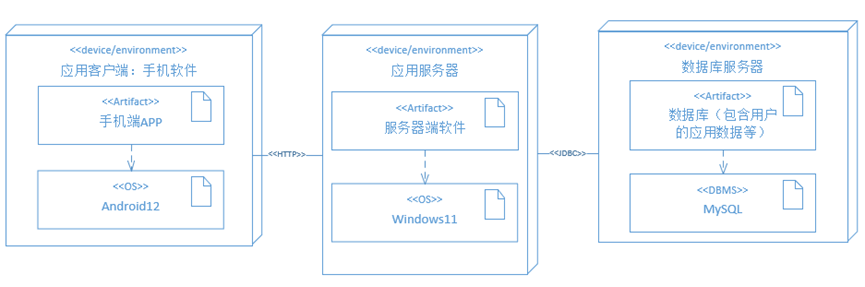 <<device/environment>>
应用客户端：手机软件
<<Artifact>>
手机端APP
<<OS>>
Android12
<<HTTP>>
<<device/environment>>
应用服务器
<<Artifact>>
服务器端软件
<<OS>>
Windows11
<<JDBC>>
<<device/environment>>
数据库服务器
<<Artifact>>
数据库（包含用户
的应用数据等）
<<DBMS>>
MySQL